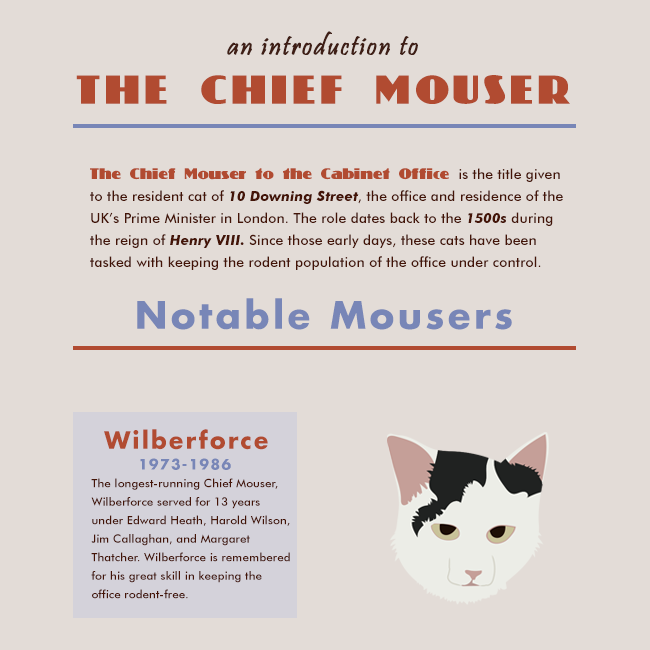 an introduction to
THE CHIEF MOUSER
The Chief Mouser to the Cabinet Office is the title given
to the resident cat of 10 Downing Street, the office and residence of the
UK's Prime Minister in London. The role dates back to the 1500s during
the reign of Henry VIII. Since those early days, these cats have been
tasked with keeping the rodent population of the office under control.
Notable Mousers
Wilberforce
1973-1986
The longest-running Chief Mouser,
Wilberforce served for 13 years
under Edward Heath, Harold Wilson,
Jim Callaghan, and Margaret
Thatcher. Wilberforce is remembered
for his great skill in keeping the
office rodent-free.